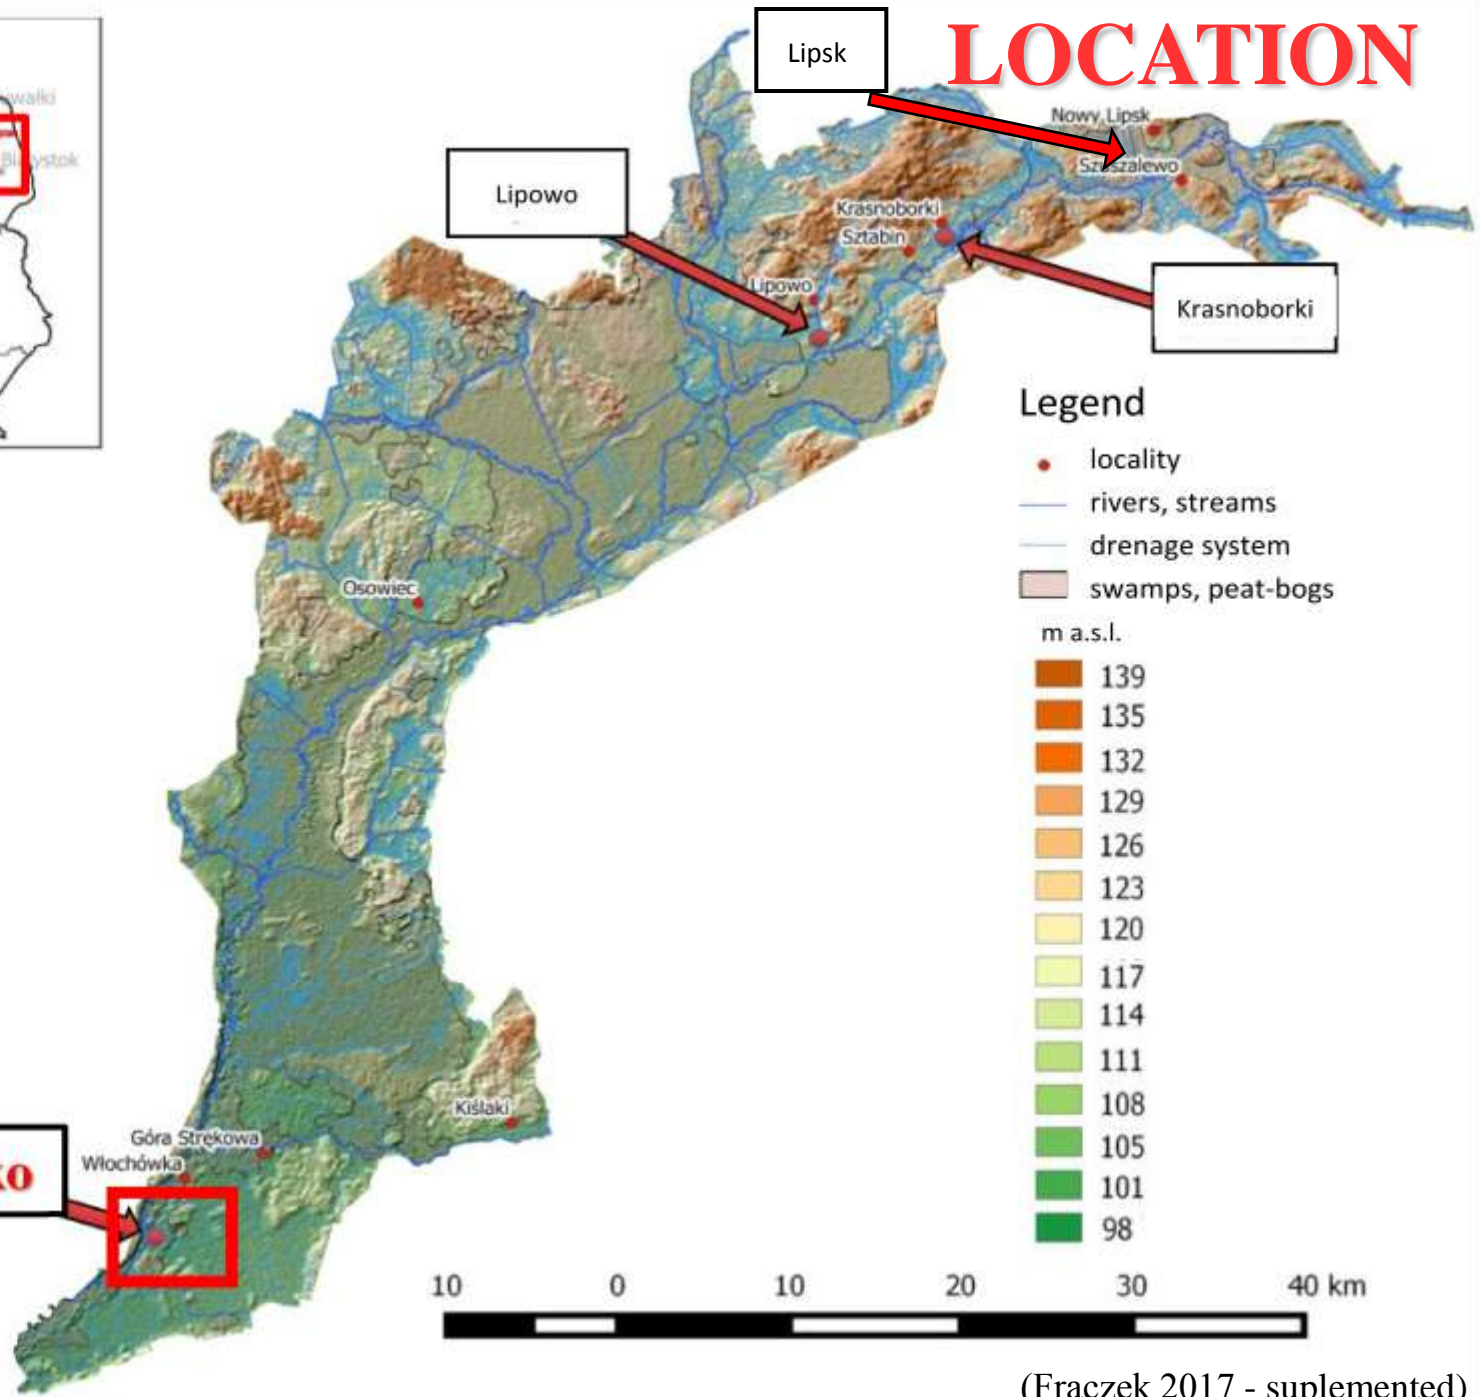 LOCATION
Lipsk
Nowy Lipsk
Lipowo
Krasnoborki
Sztabin
Lipowo
Krasnoborki
Osowiec
Legend
locality
rivers, streams
drenage system
swamps, peat-bogs
m a.s.l.
139
135
132
129
126
123
120
117
114
111
108
105
101
98
Kiślaki
Góra Strękowa
Włochówka
10 0 10 20 30 40 km
(Fraczek 2017 - suplemented)